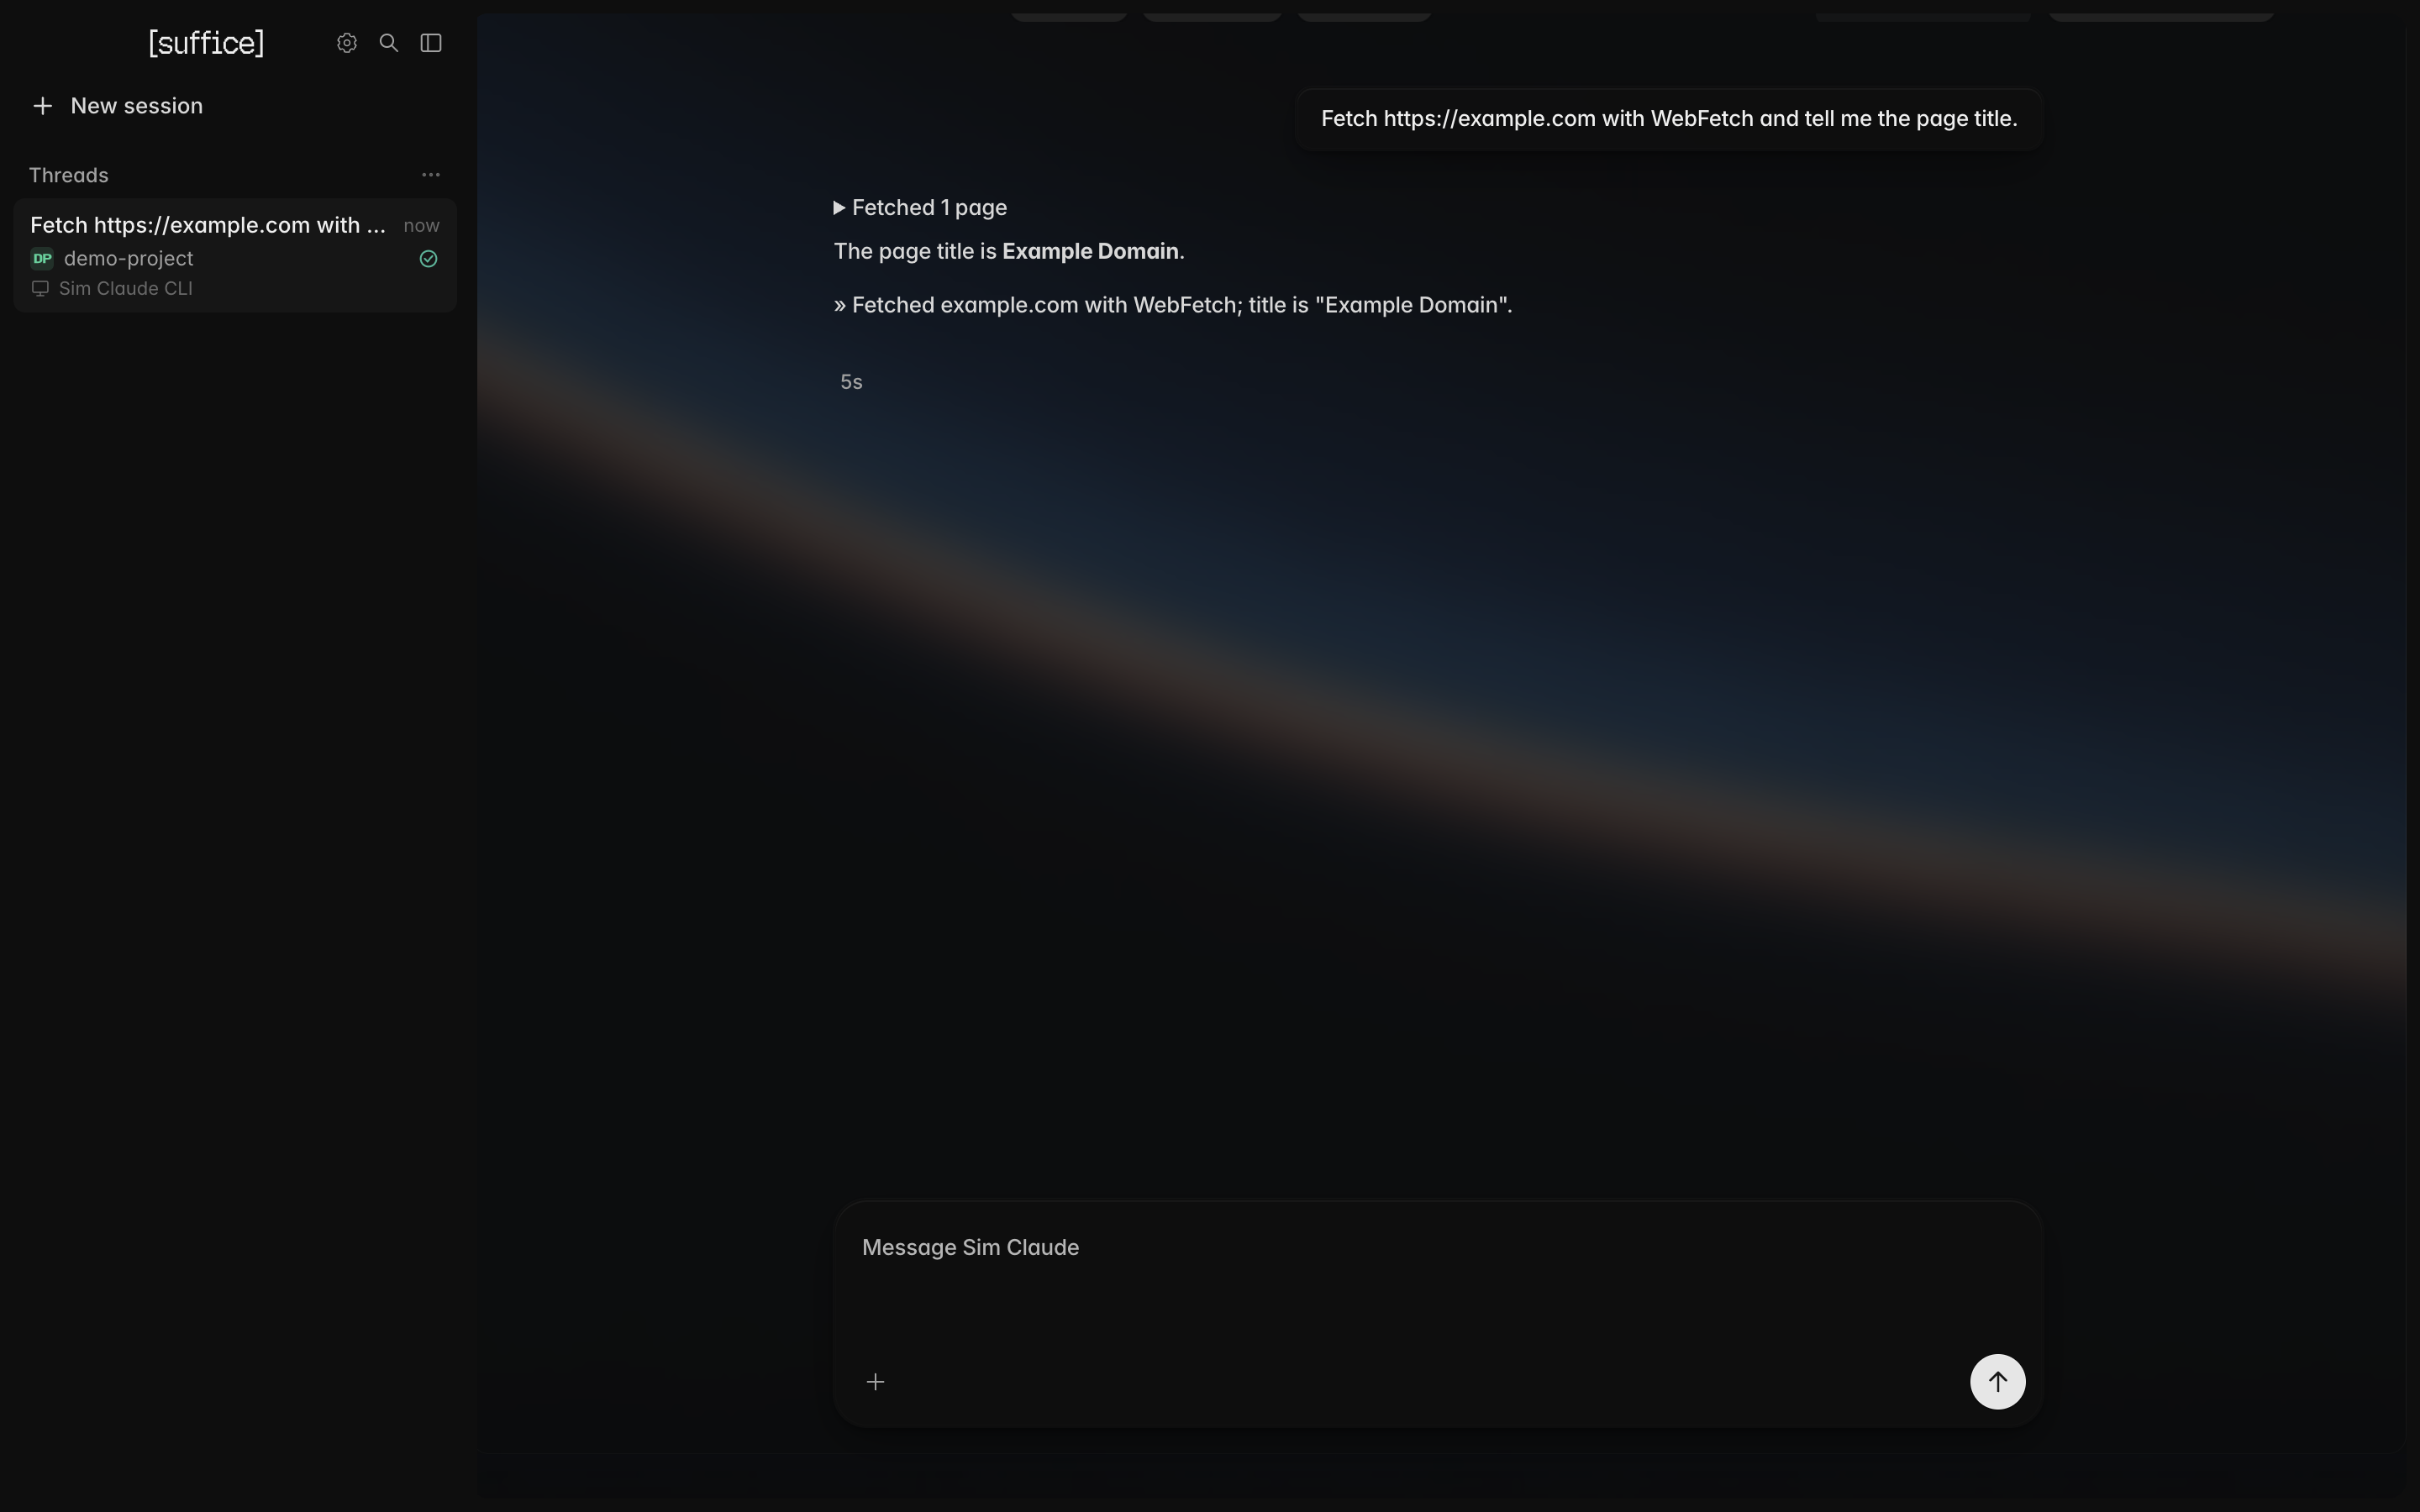 [suffice]
New session
Threads
Fetch https://example.com with ...
now
DP demo-project
Sim Claude CLI
Fetch https://example.com with WebFetch and tell me the page title.
Fetched 1 page
The page title is Example Domain.
» Fetched example.com with WebFetch; title is "Example Domain".
5s
Message Sim Claude